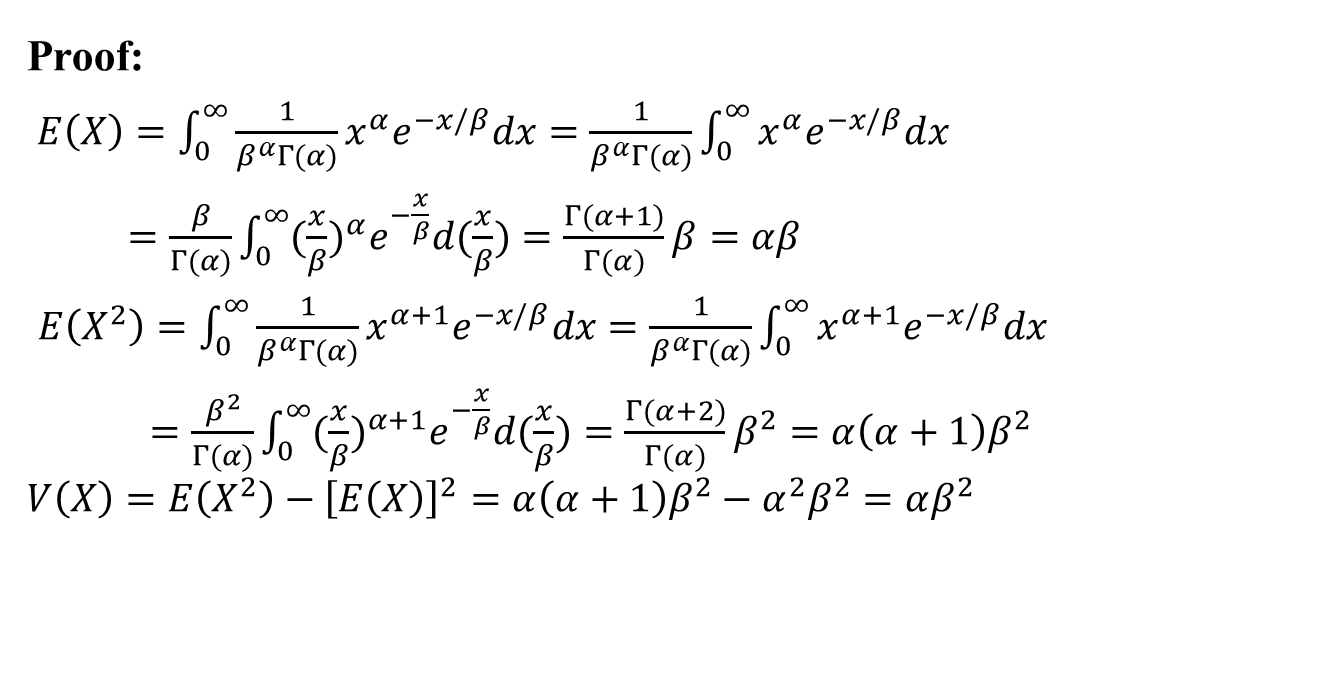 Proof:
E(X) = ∫₀^∞ 1/(β^α Γ(α)) x^α e^(−x/β) dx = 1/(β^α Γ(α)) ∫₀^∞ x^α e^(−x/β) dx
= β/Γ(α) ∫₀^∞ (x/β)^α e^(−x/β) d(x/β) = Γ(α+1)/Γ(α) β = αβ
E(X²) = ∫₀^∞ 1/(β^α Γ(α)) x^(α+1) e^(−x/β) dx = 1/(β^α Γ(α)) ∫₀^∞ x^(α+1) e^(−x/β) dx
= β²/Γ(α) ∫₀^∞ (x/β)^(α+1) e^(−x/β) d(x/β) = Γ(α+2)/Γ(α) β² = α(α + 1)β²
V(X) = E(X²) − [E(X)]² = α(α + 1)β² − α²β² = αβ²